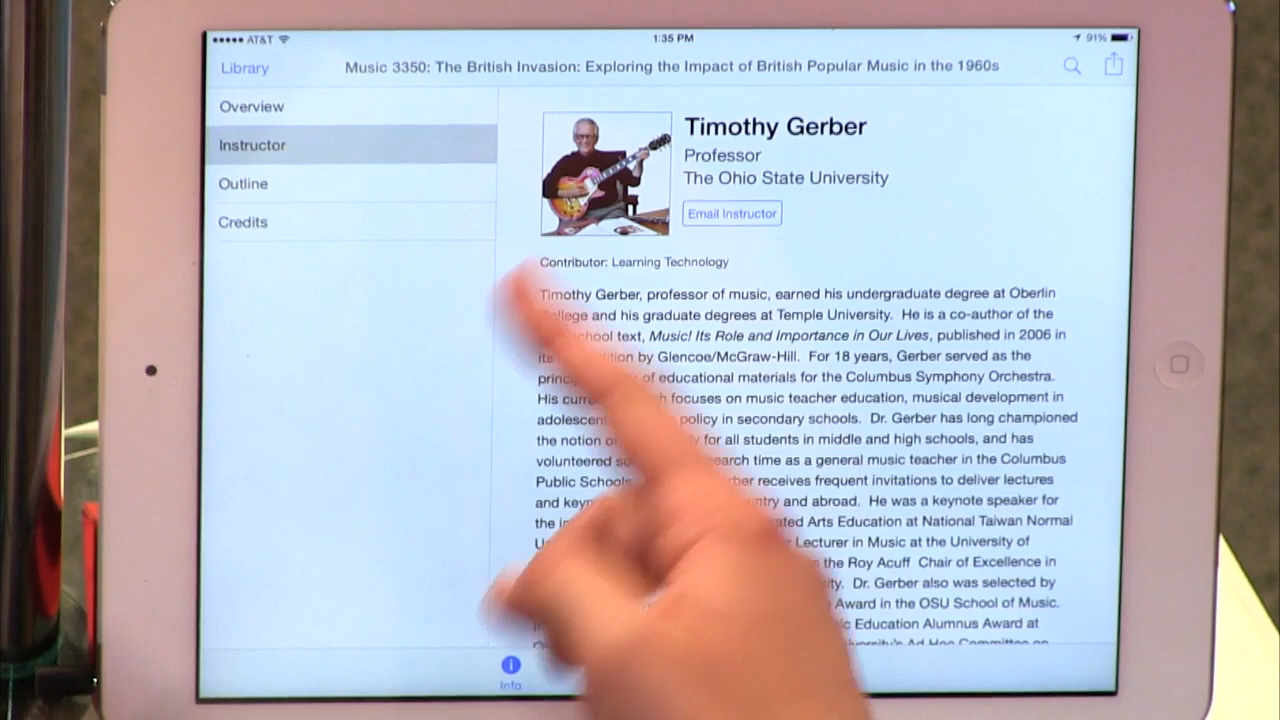 AT&T 1:35 PM 91%
Library Music 3350: The British Invasion: Exploring the Impact of British Popular Music in the 1960s
Overview
Instructor
Outline
Credits
Timothy Gerber
Professor
The Ohio State University
Email Instructor
Contributor: Learning Technology
Timothy Gerber, professor of music, earned his undergraduate degree at Oberlin
and his graduate degrees at Temple University. He is a co-author of the
text, Music! Its Role and Importance in Our Lives, published in 2006 in
by Glencoe/McGraw-Hill. For 18 years, Gerber served as the
of educational materials for the Columbus Symphony Orchestra.
His focuses on music teacher education, musical development in
policy in secondary schools. Dr. Gerber has long championed
the notion for all students in middle and high schools, and has
volunteered time as a general music teacher in the Columbus
Public Schools receives frequent invitations to deliver lectures
and and abroad. He was a keynote speaker for
the Arts Education at National Taiwan Normal
Lecturer in Music at the University of
the Roy Acuff Chair of Excellence in
Dr. Gerber also was selected by
Award in the OSU School of Music.
Education Alumnus Award at
Ad Hoc Committee on
Info